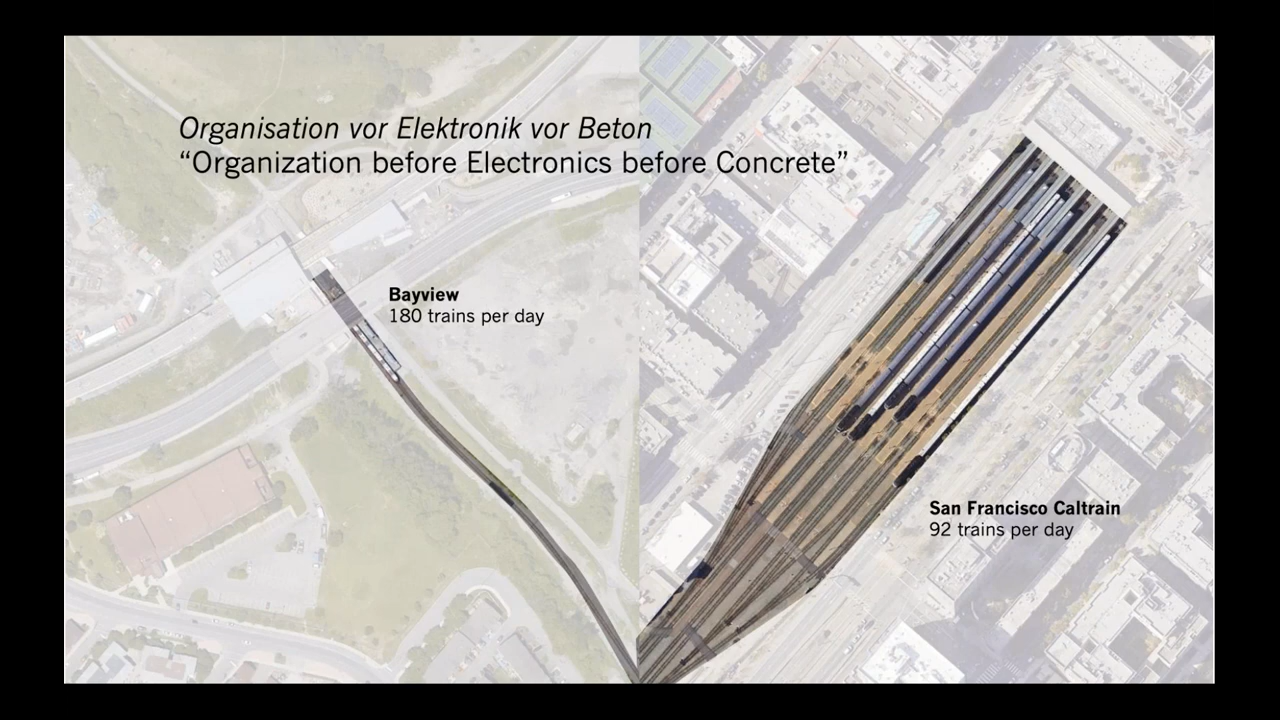 Organisation vor Elektronik vor Beton
“Organization before Electronics before Concrete”
Bayview
180 trains per day
San Francisco Caltrain
92 trains per day